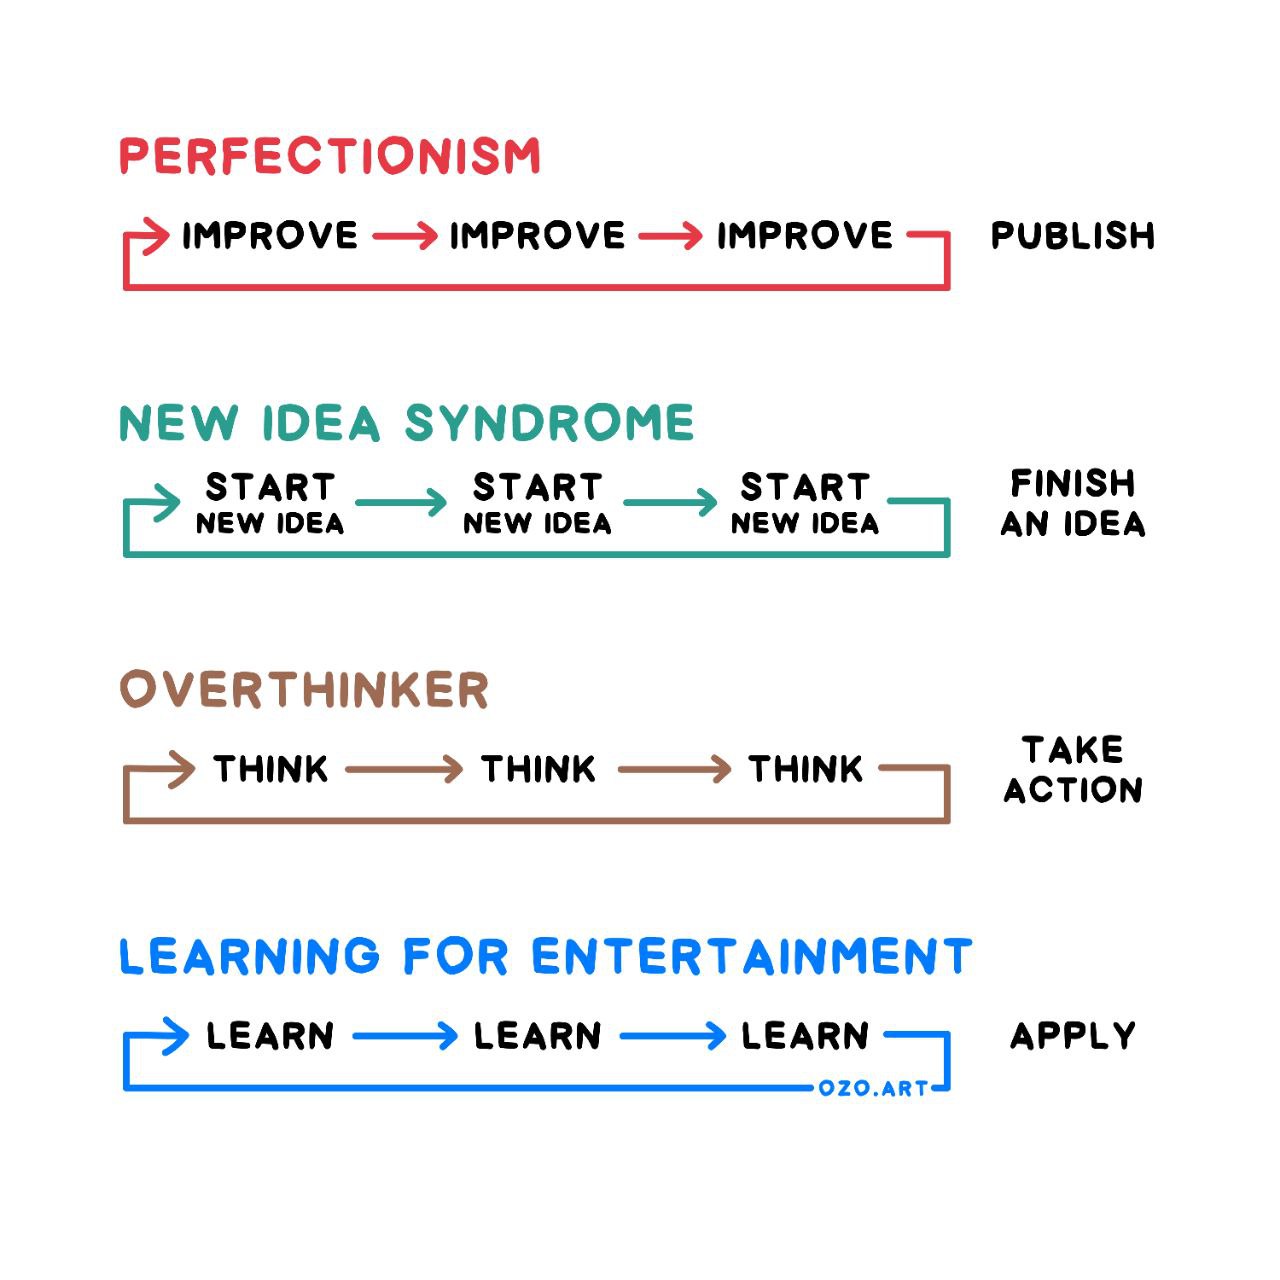 PERFECTIONISM
IMPROVE IMPROVE IMPROVE PUBLISH
NEW IDEA SYNDROME
START START START FINISH
NEW IDEA NEW IDEA NEW IDEA AN IDEA
OVERTHINKER
THINK THINK THINK TAKE
ACTION
LEARNING FOR ENTERTAINMENT
LEARN LEARN LEARN APPLY
OZO.ART